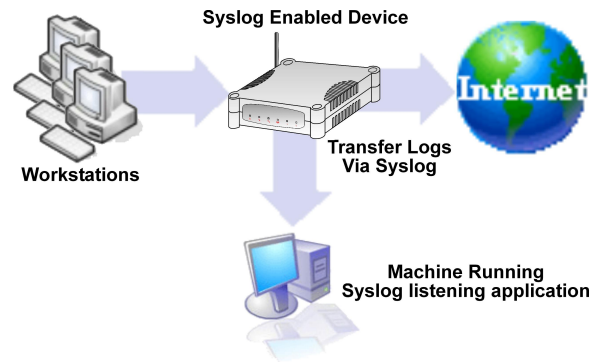 Syslog Enabled Device
Internet
Workstations
Transfer Logs
Via Syslog
Machine Running
Syslog listening application